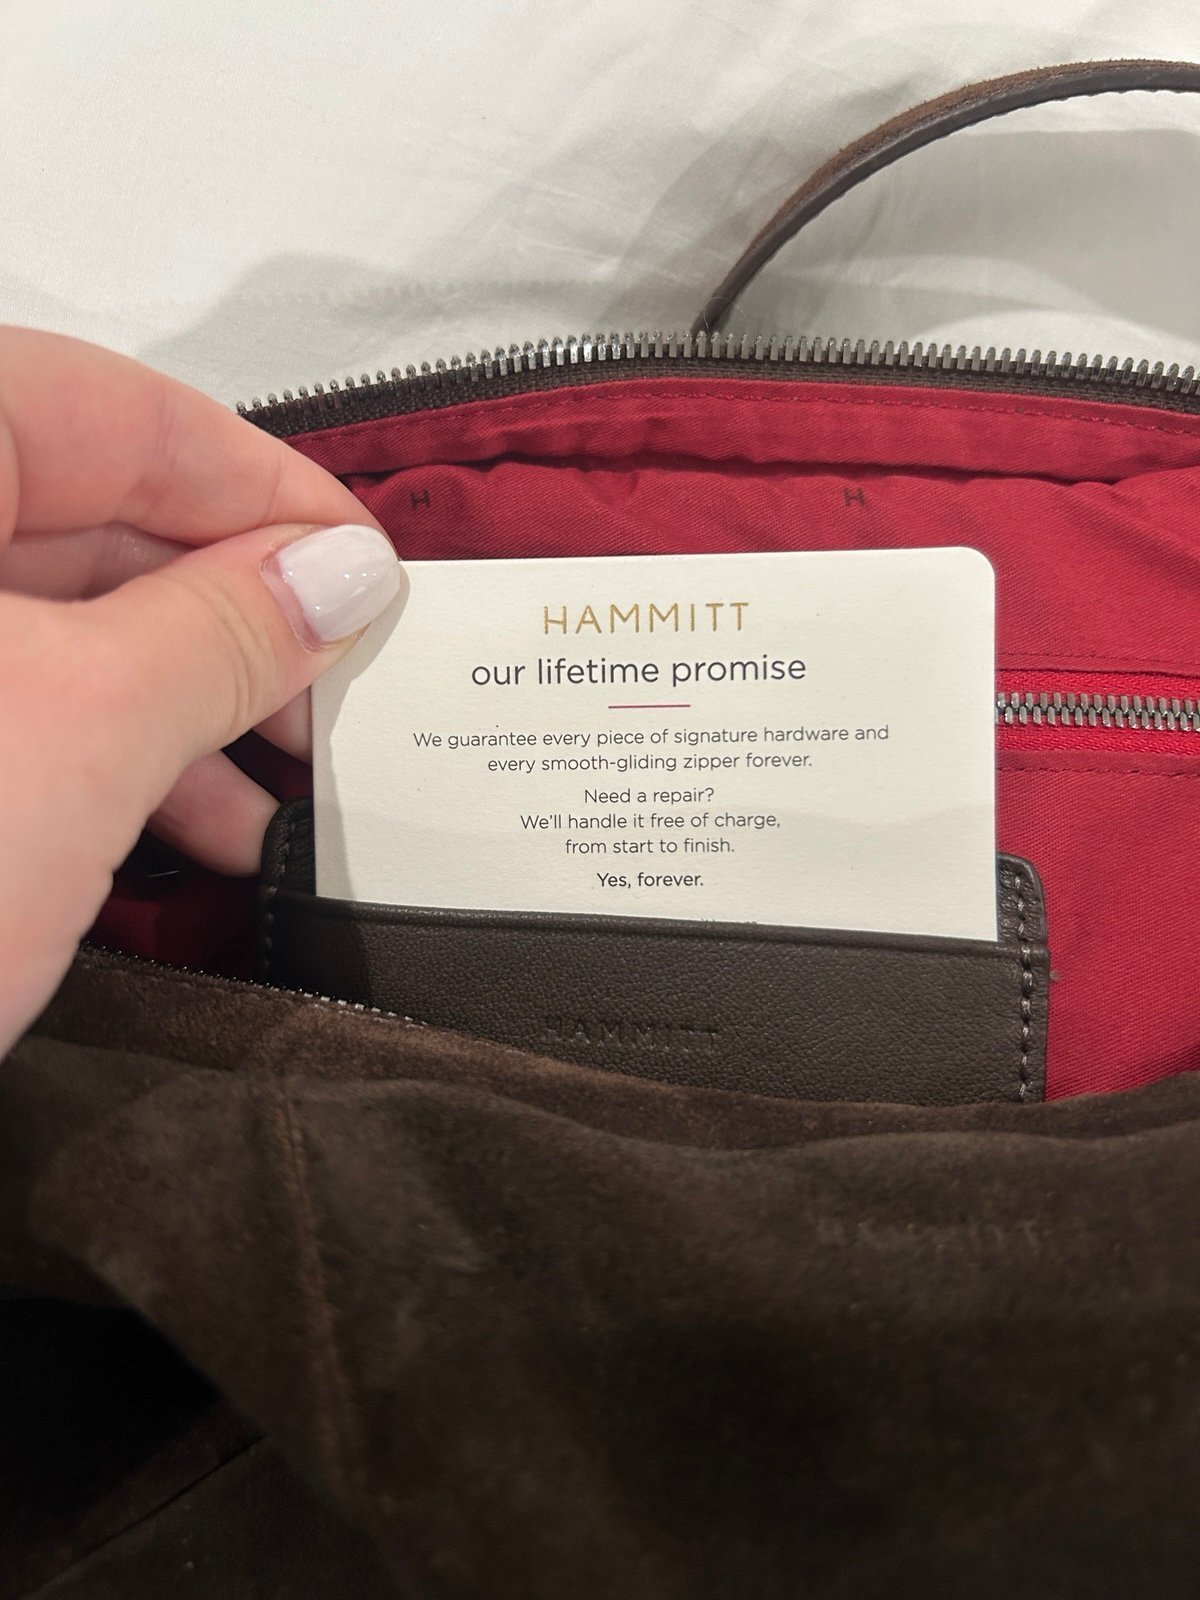 H H
HAMMITT
our lifetime promise
We guarantee every piece of signature hardware and
every smooth-gliding zipper forever.
Need a repair?
We'll handle it free of charge,
from start to finish.
Yes, forever.
HAMMITT
HAMMITT